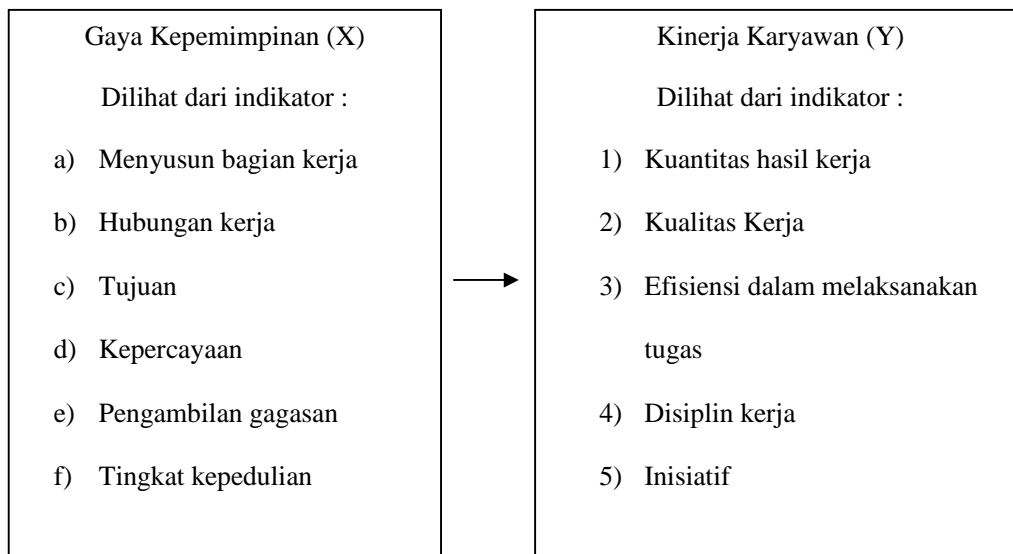 Gaya Kepemimpinan (X)
Dilihat dari indikator :
a) Menyusun bagian kerja
b) Hubungan kerja
c) Tujuan
d) Kepercayaan
e) Pengambilan gagasan
f) Tingkat kepedulian
Kinerja Karyawan (Y)
Dilihat dari indikator :
1) Kuantitas hasil kerja
2) Kualitas Kerja
3) Efisiensi dalam melaksanakan
tugas
4) Disiplin kerja
5) Inisiatif